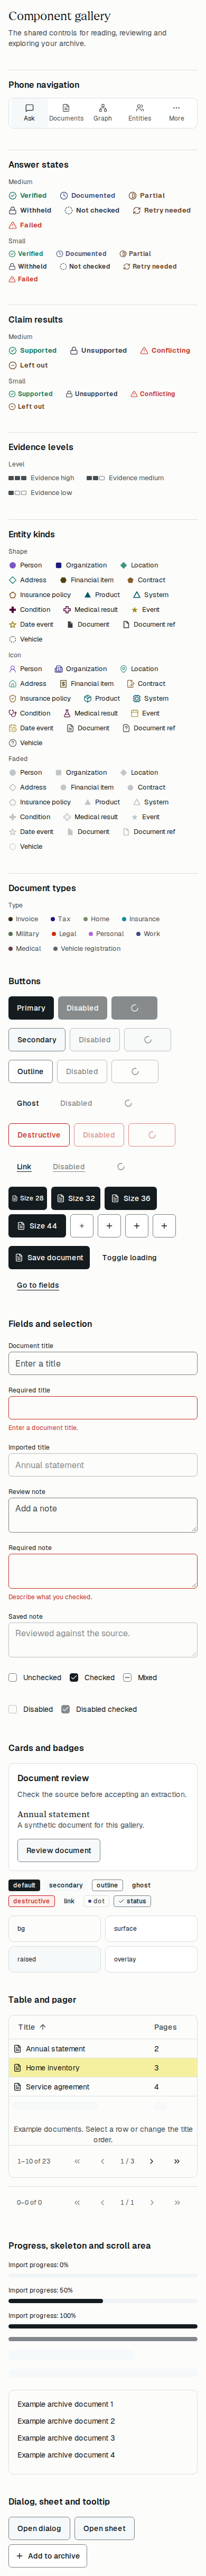 Component gallery
The shared controls for reading, reviewing and
exploring your archive.
Phone navigation
Ask Documents Graph Entities More
Answer states
Medium
Verified Documented Partial
Withheld Not checked Retry needed
Failed
Small
Verified Documented Partial
Withheld Not checked Retry needed
Failed
Claim results
Medium
Supported Unsupported Conflicting
Left out
Small
Supported Unsupported Conflicting
Left out
Evidence levels
Level
Evidence high Evidence medium
Evidence low
Entity kinds
Shape
Person Organization Location
Address Financial item Contract
Insurance policy Product System
Condition Medical result Event
Date event Document Document ref
Vehicle
Icon
Person Organization Location
Address Financial item Contract
Insurance policy Product System
Condition Medical result Event
Date event Document Document ref
Vehicle
Faded
Person Organization Location
Address Financial item Contract
Insurance policy Product System
Condition Medical result Event
Date event Document Document ref
Vehicle
Document types
Type
Invoice Tax Home Insurance
Military Legal Personal Work
Medical Vehicle registration
Buttons
Primary Disabled
Secondary Disabled
Outline Disabled
Ghost Disabled
Destructive Disabled
Link Disabled
Size 28 Size 32 Size 36
Size 44
Save document Toggle loading
Go to fields
Fields and selection
Document title
Enter a title
Required title
Enter a document title.
Imported title
Annual statement
Review note
Add a note
Required note
Describe what you checked.
Saved note
Reviewed against the source.
Unchecked Checked Mixed
Disabled Disabled checked
Cards and badges
Document review
Check the source before accepting an extraction.
Annual statement
A synthetic document for this gallery.
Review document
default secondary outline ghost
destructive link dot status
bg surface
raised overlay
Table and pager
Title Pages
Annual statement 2
Home inventory 3
Service agreement 4
Example documents. Select a row or change the title
order.
1–10 of 23 1 / 3
0–0 of 0 1 / 1
Progress, skeleton and scroll area
Import progress: 0%
Import progress: 50%
Import progress: 100%
Example archive document 1
Example archive document 2
Example archive document 3
Example archive document 4
Dialog, sheet and tooltip
Open dialog Open sheet
Add to archive